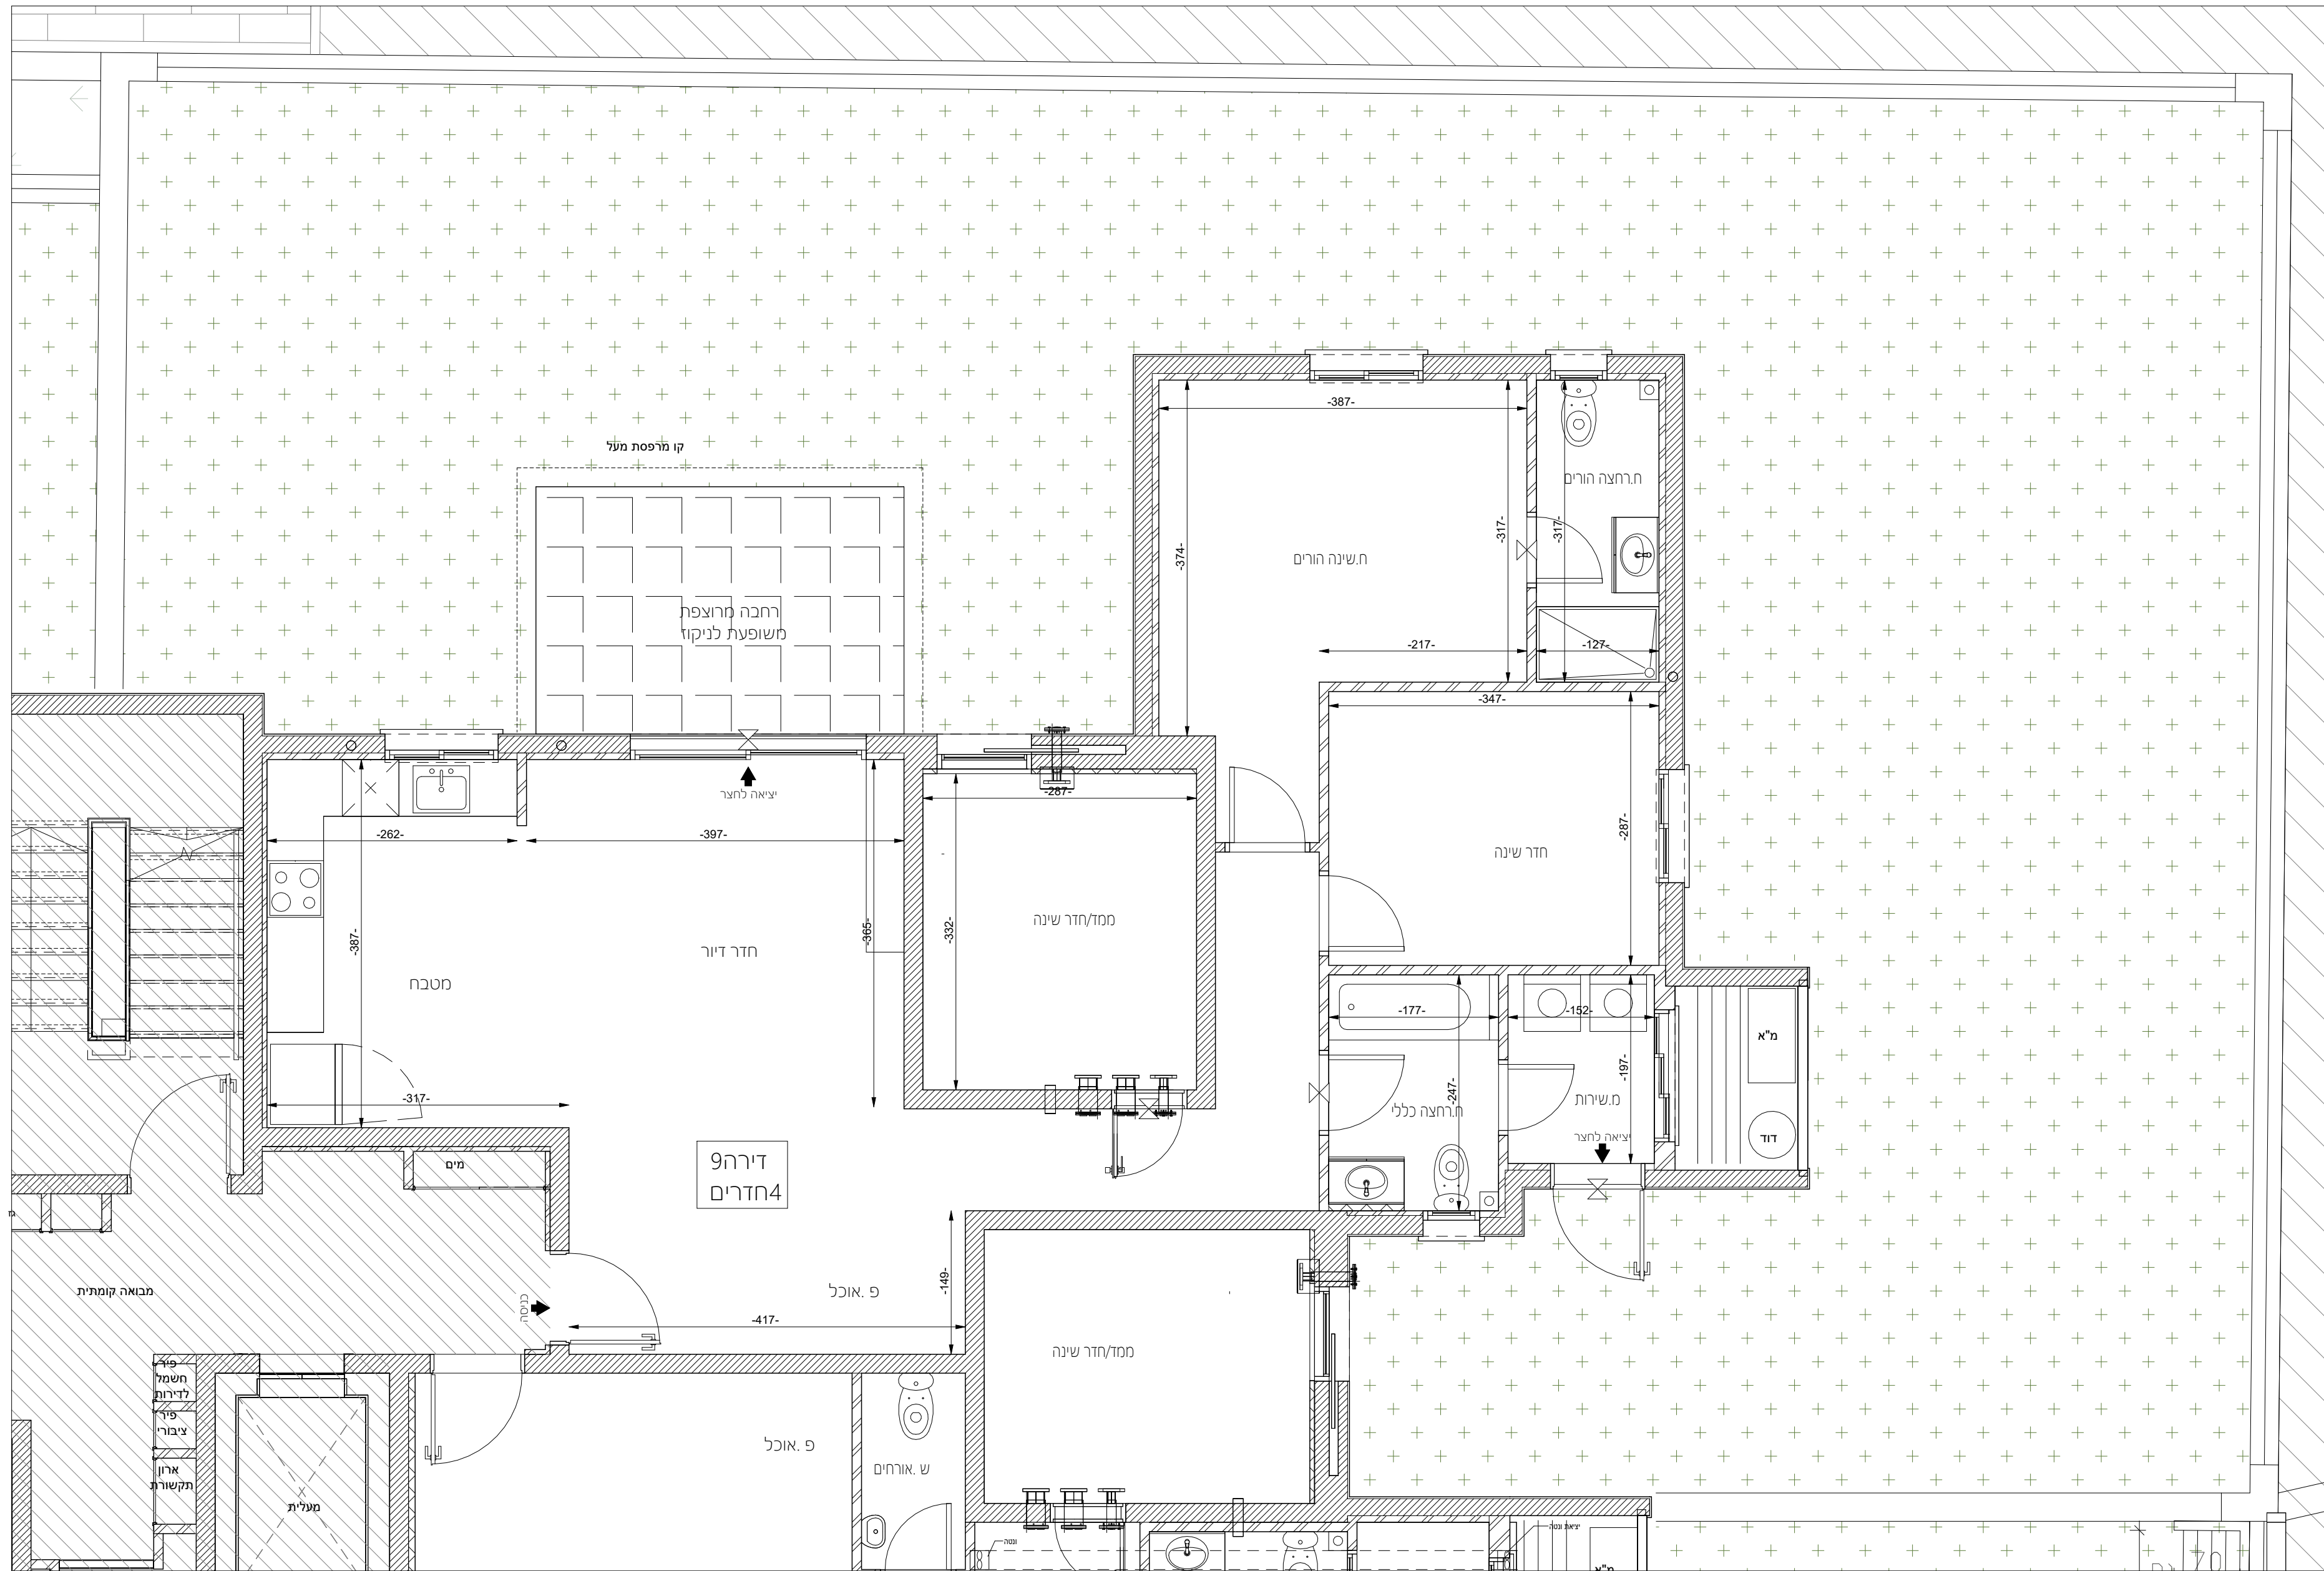 -387-
קו מרפסת מעל
ח.רחצה הורים
-317-
-317-
-374-
ח.שינה הורים
רחבה מרוצפת
משופעת לניקוז
-217-
-127-
-347-
יציאה לחצר
-287-
-262-
-397-
-287-
חדר שינה
ממד/חדר שינה
-387-
-365-
-332-
חדר דיור
מטבח
-177-
-152-
מ"א
-317-
-247-
-197-
ח.רחצה כללי
מ.שירות
יציאה לחצר
דוד
דירה9
4חדרים
מים
מבואה קומתית
כניסה
פ .אוכל
-149-
-417-
ממד/חדר שינה
פיר
חשמל
לדירות
פיר
ציבורי
ארון
תקשורת
מעלית
פ .אוכל
ש .אורחים
ונטה
יציאת ונטה
מ"א